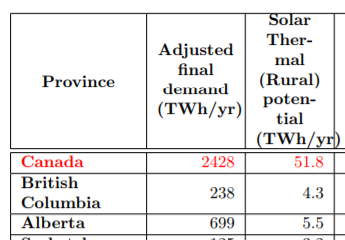 Province
Adjusted
final
demand
(TWh/yr)
Solar
Ther-
mal
(Rural)
poten-
tial
(TWh/yr)
Canada 2428 51.8
British
Columbia 238 4.3
Alberta 699 5.5